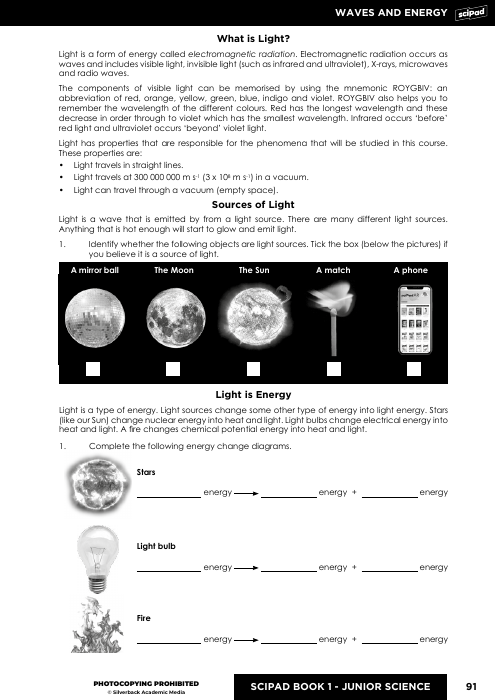 WAVES AND ENERGY
scipad
What is Light?
Light is a form of energy called electromagnetic radiation. Electromagnetic radiation occurs as
waves and includes visible light, invisible light (such as infrared and ultraviolet), X-rays, microwaves
and radio waves.
The components of visible light can be memorised by using the mnemonic ROYGBIV: an
abbreviation of red, orange, yellow, green, blue, indigo and violet. ROYGBIV also helps you to
remember the wavelength of the different colours. Red has the longest wavelength and these
decrease in order through to violet which has the smallest wavelength. Infrared occurs ‘before’
red light and ultraviolet occurs ‘beyond’ violet light.
Light has properties that are responsible for the phenomena that will be studied in this course.
These properties are:
• Light travels in straight lines.
• Light travels at 300 000 000 m s⁻¹ (3 x 10⁸ m s⁻¹) in a vacuum.
• Light can travel through a vacuum (empty space).
Sources of Light
Light is a wave that is emitted by from a light source. There are many different light sources.
Anything that is hot enough will start to glow and emit light.
1. Identify whether the following objects are light sources. Tick the box (below the pictures) if
you believe it is a source of light.
A mirror ball The Moon The Sun A match A phone
Light is Energy
Light is a type of energy. Light sources change some other type of energy into light energy. Stars
(like our Sun) change nuclear energy into heat and light. Light bulbs change electrical energy into
heat and light. A fire changes chemical potential energy into heat and light.
1. Complete the following energy change diagrams.
Stars
energy energy + energy
Light bulb
energy energy + energy
Fire
energy energy + energy
PHOTOCOPYING PROHIBITED
© Silverback Academic Media
SCIPAD BOOK 1 - JUNIOR SCIENCE
91